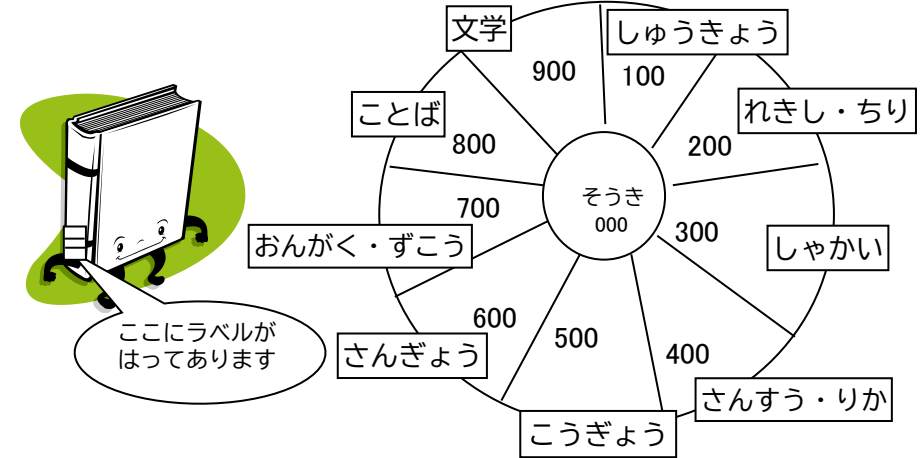 文学
しゅうきょう
900
100
ことば
れきし・ちり
800
200
そうき
000
700
300
おんがく・ずこう
しゃかい
600
500
400
ここにラベルが
はってあります
さんぎょう
さんすう・りか
こうぎょう